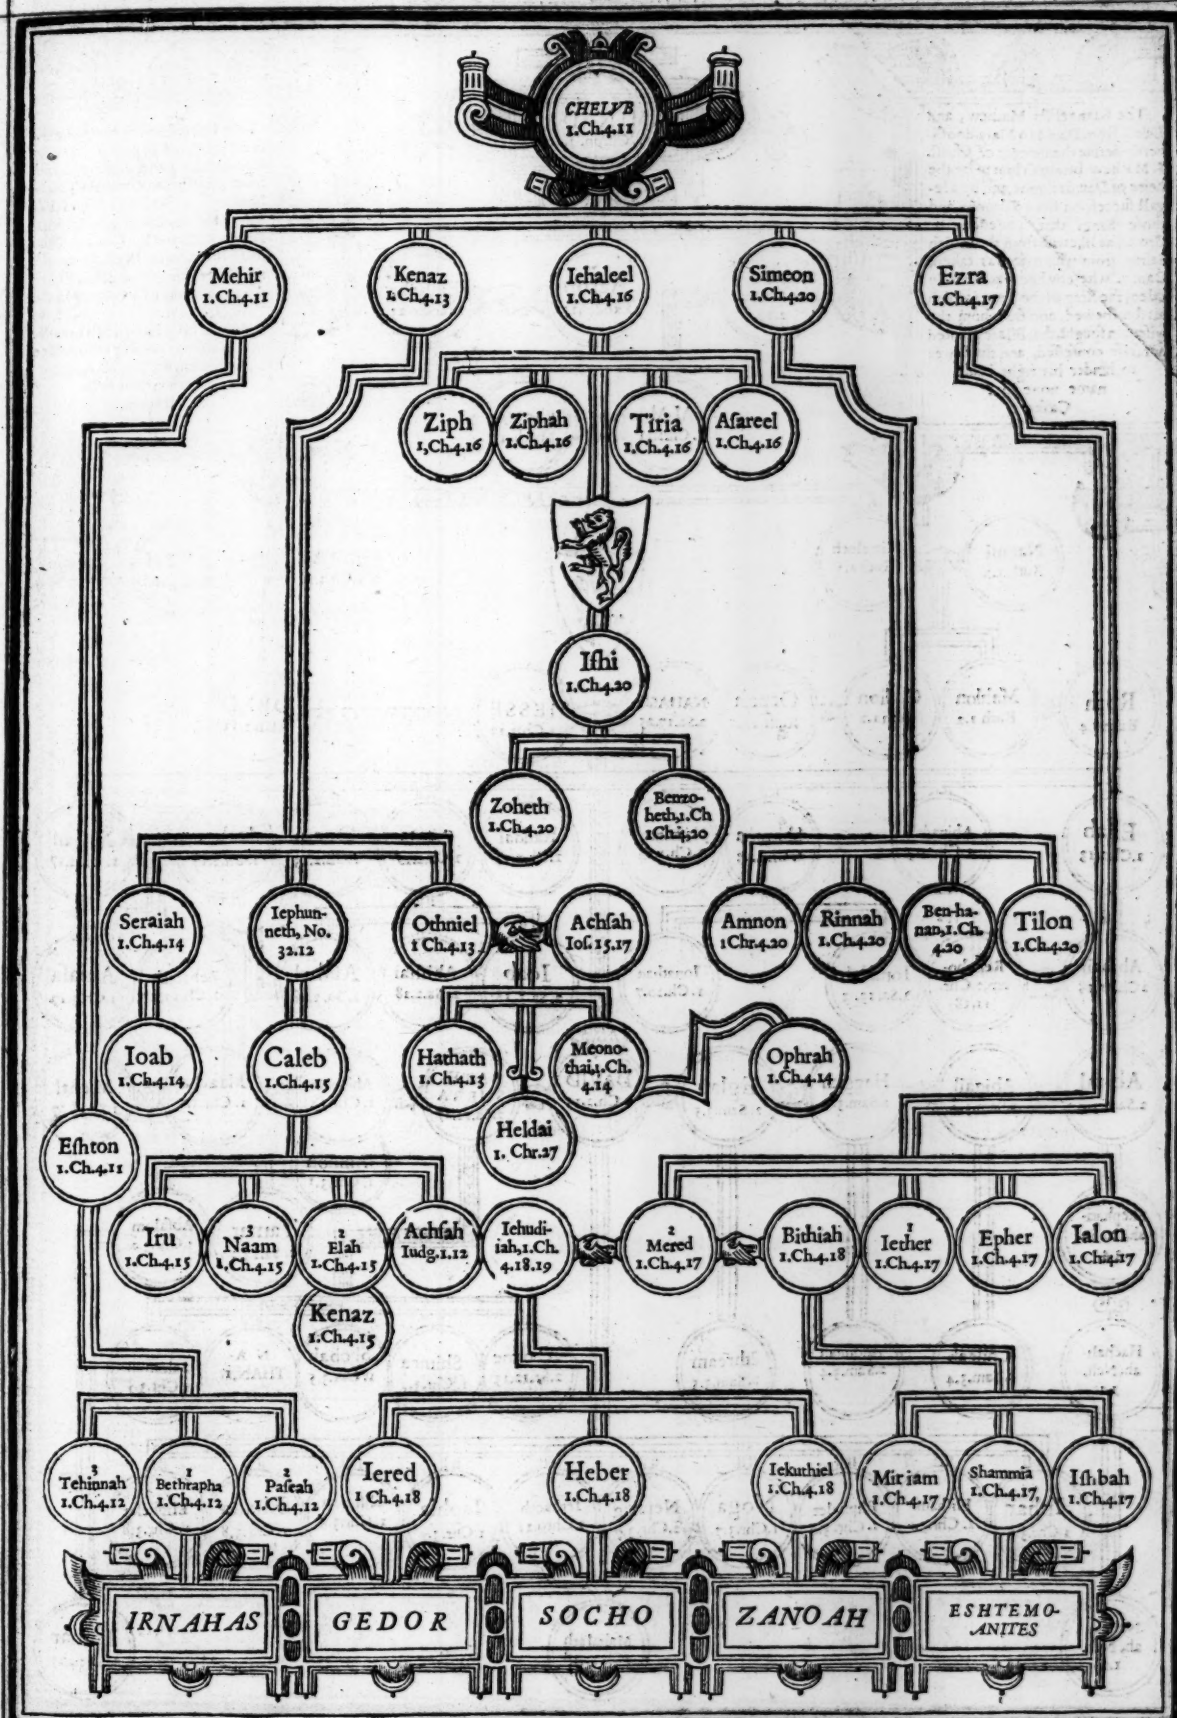 CHELVB
1.Ch.4.11
Mehir
1.Ch.4.11
Kenaz
1.Ch.4.13
Iehaleel
1.Ch.4.16
Simeon
1.Ch.4.20
Ezra
1.Ch.4.17
Ziph
1,Ch.4.16
Ziphah
1.Ch.4.16
Tiria
1.Ch.4.16
Aſareel
1.Ch.4.16
Iſhi
1.Ch.4.20
Zoheth
1.Ch.4.20
Benzo-
heth,1.Ch
1Ch.4.20
Seraiah
1.Ch.4.14
Iephun-
neth, No.
32.12
Othniel
1 Ch.4.13
Achſah
Ioſ.15.17
Amnon
1Chr.4.20
Rinnah
1.Ch.4.20
Ben-ha-
nan,1.Ch.
4.20
Tilon
1.Ch.4.20
Ioab
1.Ch.4.14
Caleb
1.Ch.4.15
Hathath
1.Ch.4.13
Meono-
thai,1.Ch.
4.14
Ophrah
1.Ch.4.14
Heldai
1. Chr.27
Eſhton
1.Ch.4.11
Iru
1.Ch.4.15
3
Naam
1.Ch.4.15
2
Elah
1.Ch.4.15
Achſah
Iudg.1.12
Iehudi-
iah,1.Ch.
4.18.19
2
Mered
1.Ch.4.17
Bithiah
1.Ch.4.18
1
Iether
1.Ch.4.17
Epher
1.Ch.4.17
Ialon
1.Ch.4.17
Kenaz
1.Ch.4.15
3
Tehinnah
1.Ch.4.12
1
Bethrapha
1.Ch.4.12
2
Paſeah
1.Ch.4.12
Iered
1 Ch.4.18
Heber
1.Ch.4.18
Iekuthiel
1.Ch.4.18
Miriam
1.Ch.4.17
Shammia
1.Ch.4.17,
Iſhbah
1.Ch.4.17
IRNAHAS
GEDOR
SOCHO
ZANOAH
ESHTEMO-
ANITES